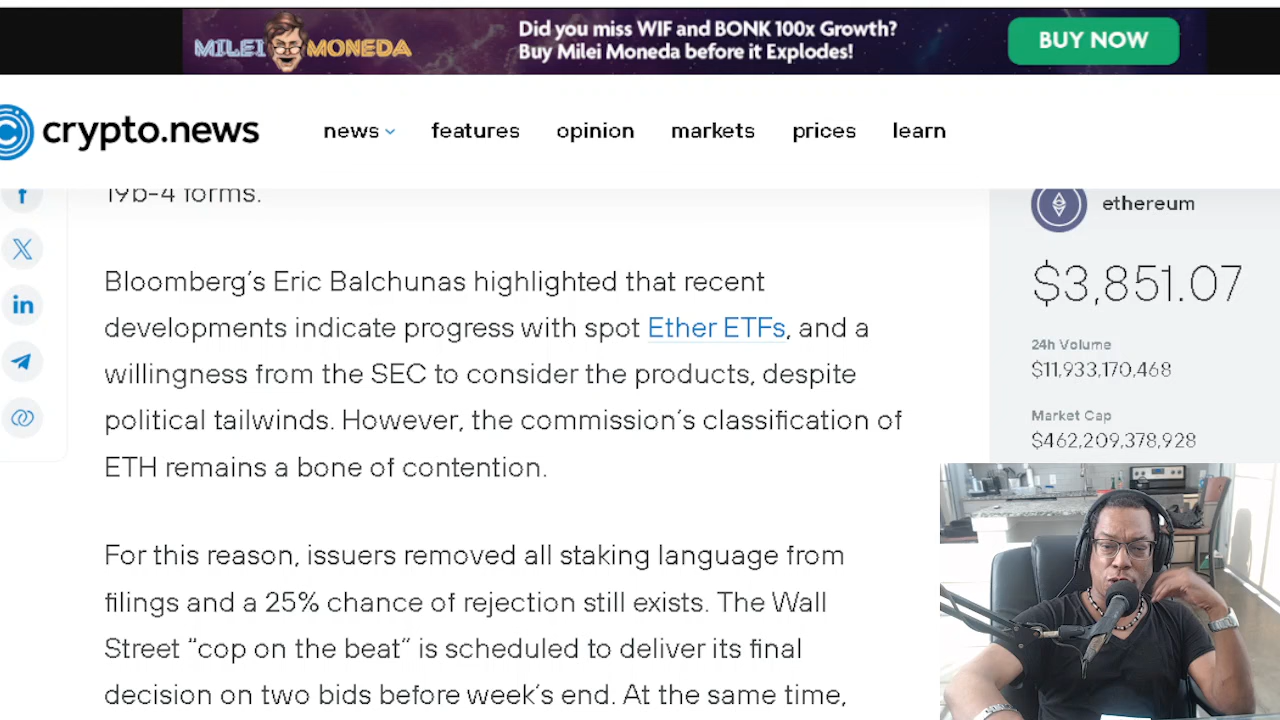 MILEI MONEDA
Did you miss WIF and BONK 100x Growth?
Buy Milei Moneda before it Explodes!
BUY NOW
crypto.news
news features opinion markets prices learn
19b-4 forms.
Bloomberg's Eric Balchunas highlighted that recent
developments indicate progress with spot Ether ETFs, and a
willingness from the SEC to consider the products, despite
political tailwinds. However, the commission's classification of
ETH remains a bone of contention.
For this reason, issuers removed all staking language from
filings and a 25% chance of rejection still exists. The Wall
Street “cop on the beat” is scheduled to deliver its final
decision on two bids before week's end. At the same time,
ethereum
$3,851.07
24h Volume
$11,933,170,468
Market Cap
$462,209,378,928